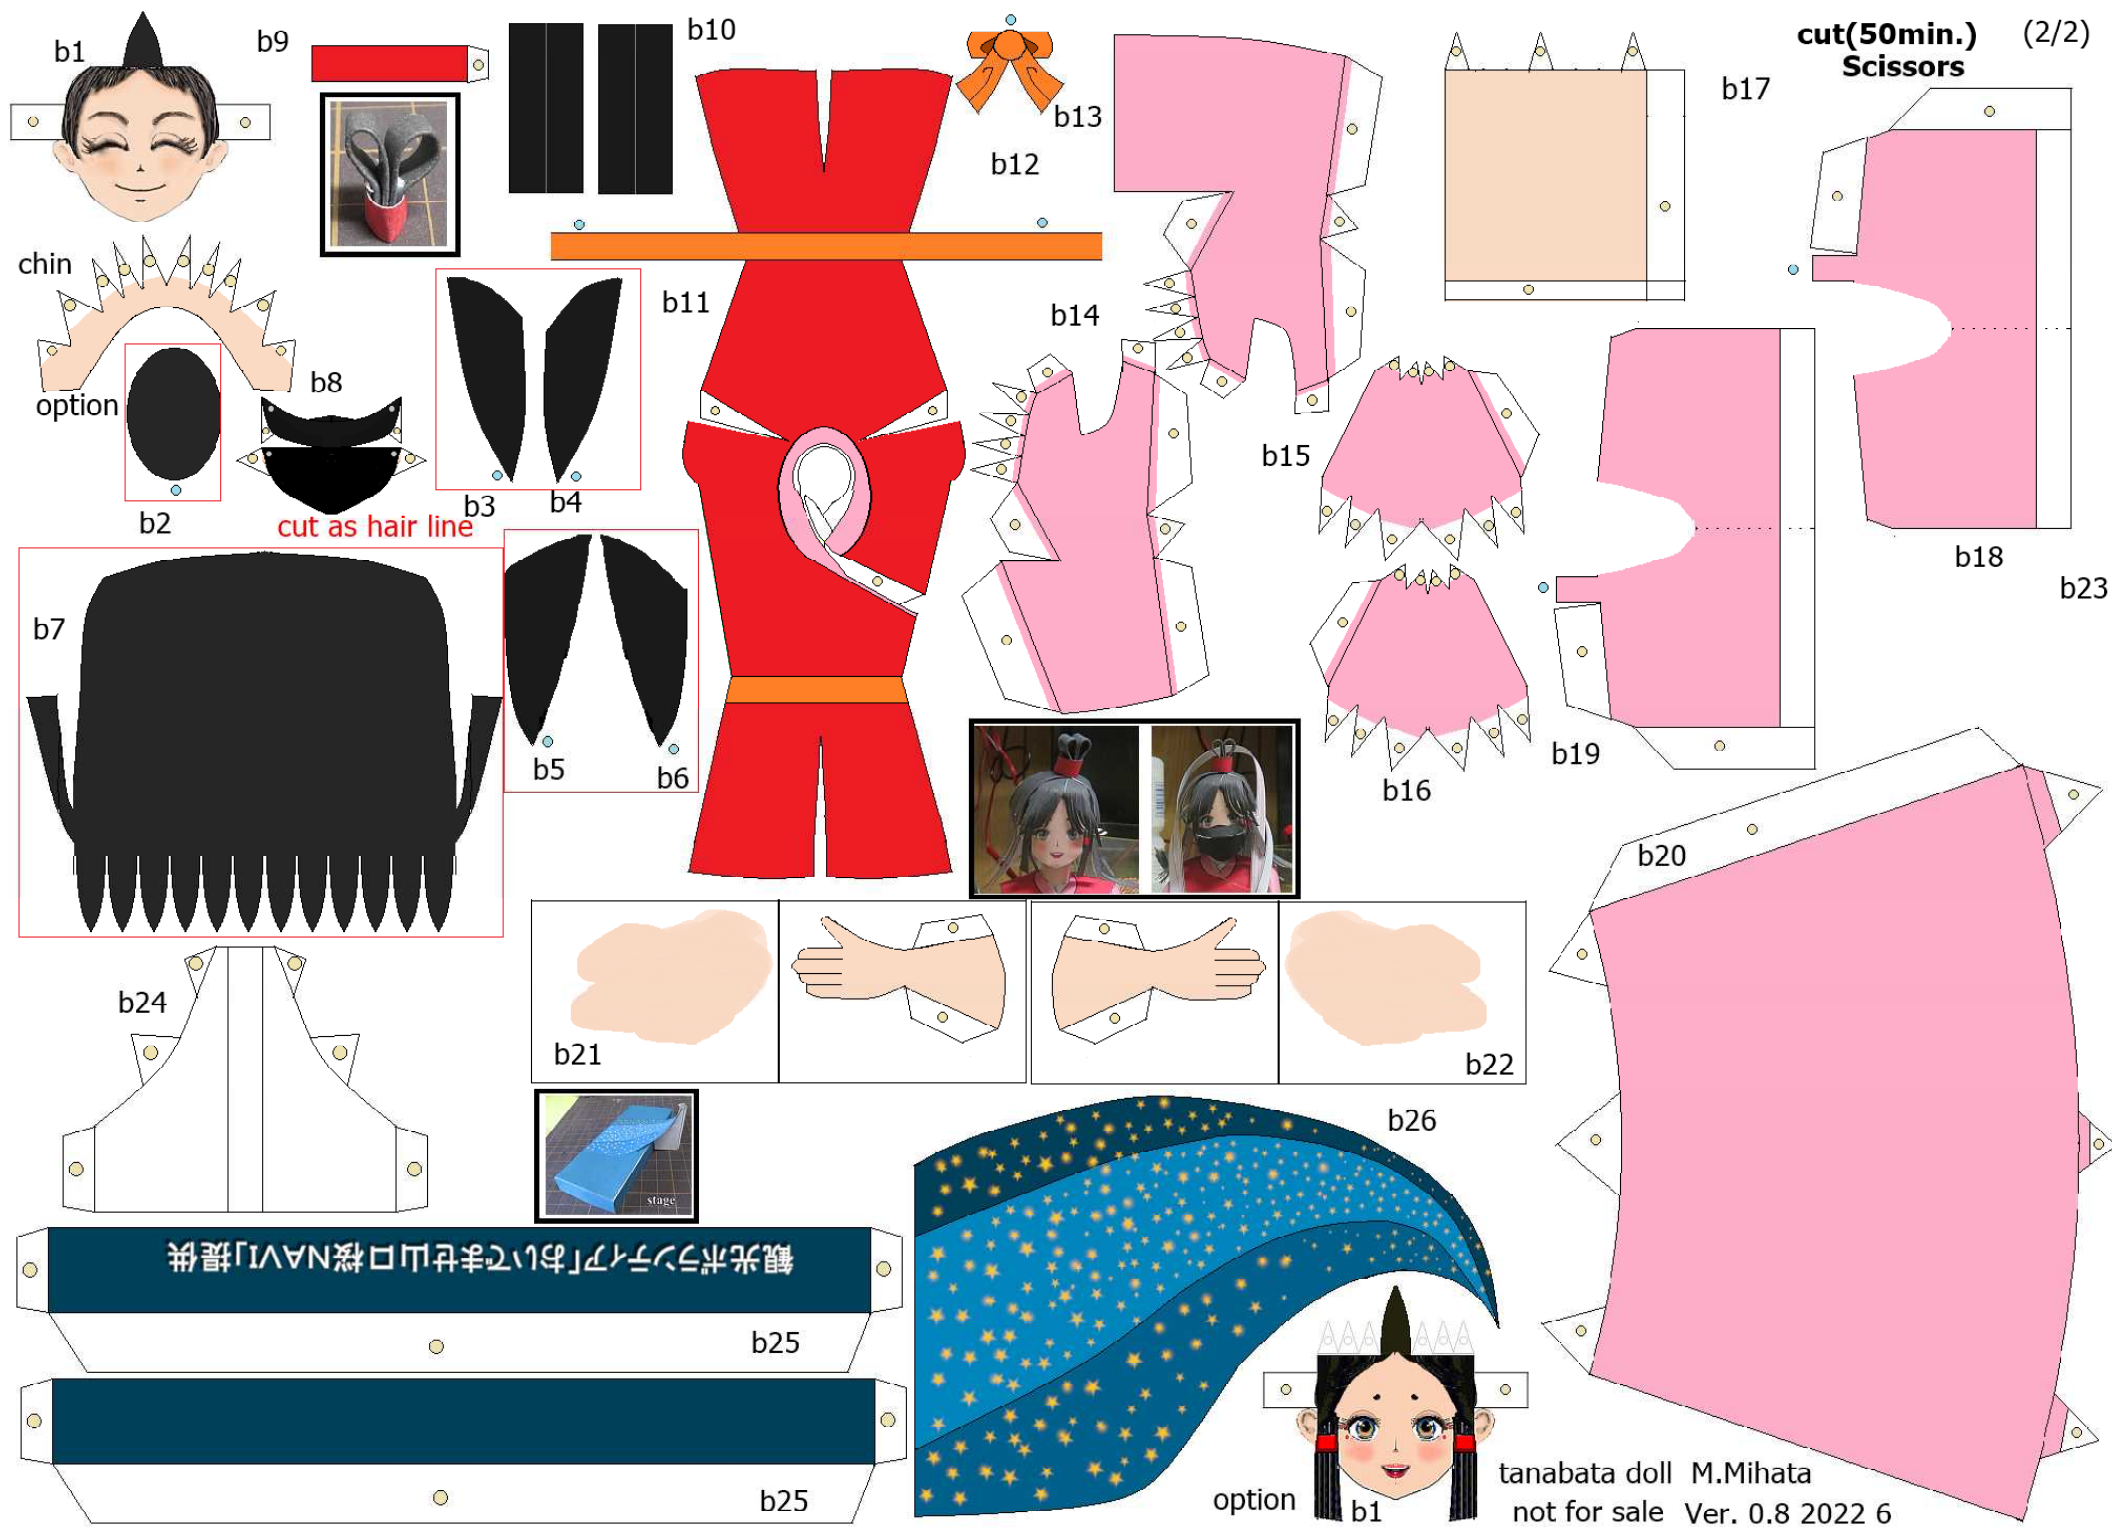 cut(50min.) (2/2)
Scissors
b1
b9
b10
b13
b12
b17
chin
option
b8
b2
b3
b4
cut as hair line
b11
b14
b15
b18
b23
b7
b5
b6
b16
b19
b20
b24
b21
b22
stage
b26
観光ボランティア「おいでませ山口桜NAVI」提供
b25
b25
option
b1
tanabata doll M.Mihata
not for sale Ver. 0.8 2022 6